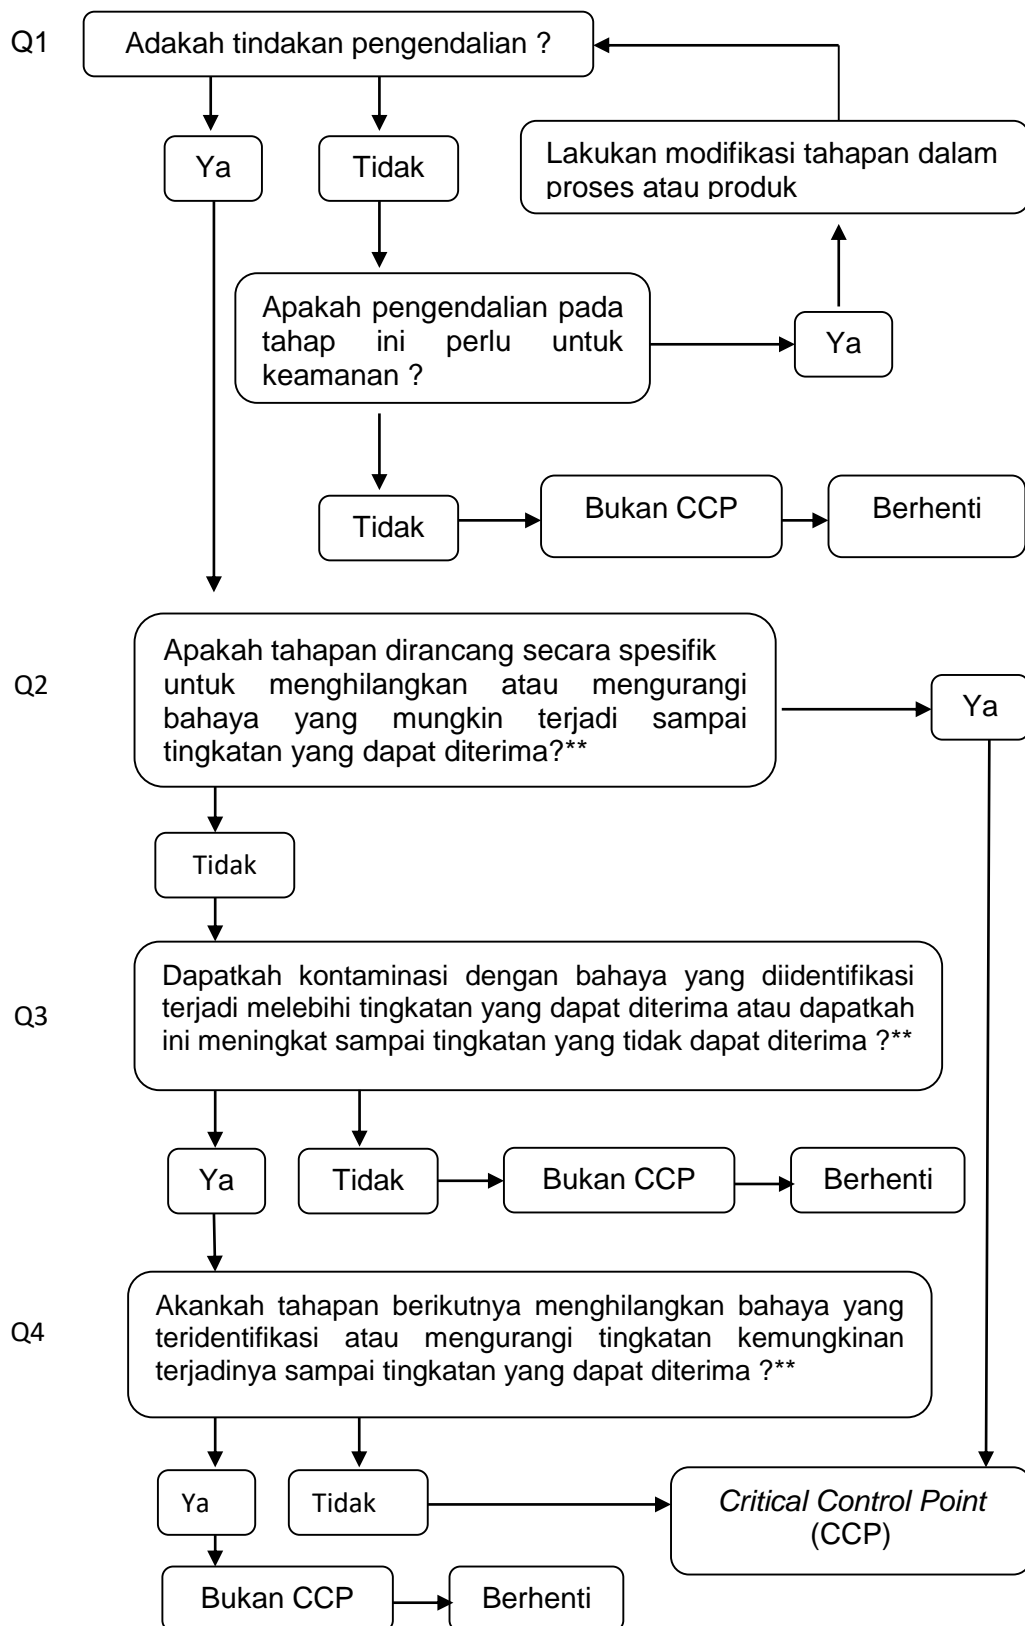 Q1
Adakah tindakan pengendalian ?
Ya
Tidak
Lakukan modifikasi tahapan dalam
proses atau produk
Apakah pengendalian pada
tahap ini perlu untuk
keamanan ?
Ya
Tidak
Bukan CCP
Berhenti
Q2
Apakah tahapan dirancang secara spesifik
untuk menghilangkan atau mengurangi
bahaya yang mungkin terjadi sampai
tingkatan yang dapat diterima?**
Ya
Tidak
Q3
Dapatkah kontaminasi dengan bahaya yang diidentifikasi
terjadi melebihi tingkatan yang dapat diterima atau dapatkah
ini meningkat sampai tingkatan yang tidak dapat diterima ?**
Ya
Tidak
Bukan CCP
Berhenti
Q4
Akankah tahapan berikutnya menghilangkan bahaya yang
teridentifikasi atau mengurangi tingkatan kemungkinan
terjadinya sampai tingkatan yang dapat diterima ?**
Ya
Tidak
Critical Control Point
(CCP)
Bukan CCP
Berhenti